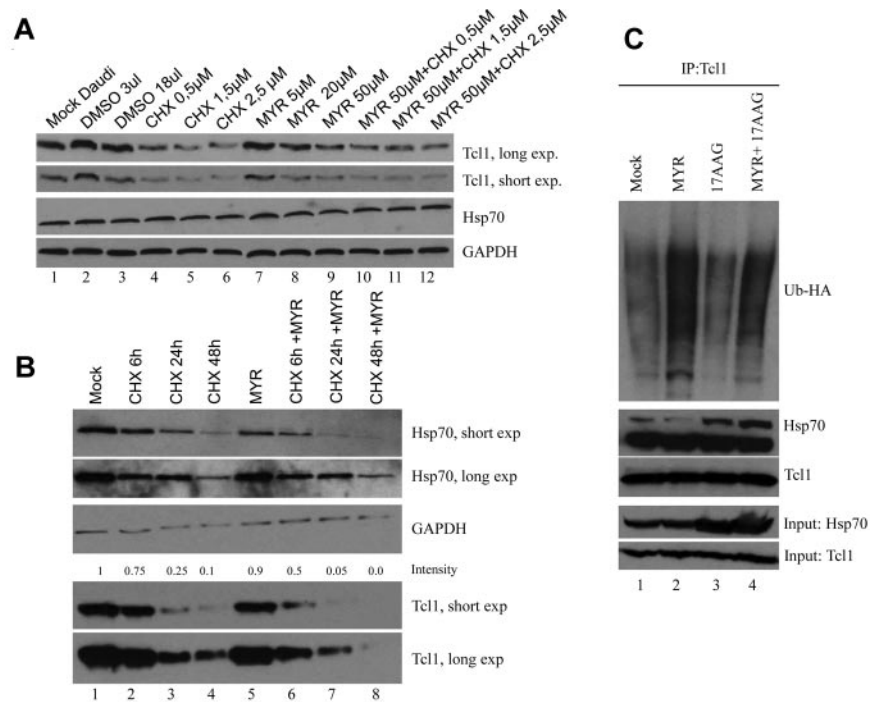 A
Mock Daudi
DMSO 3ul
DMSO 18ul
CHX 0,5µM
CHX 1,5µM
CHX 2,5 µM
MYR 5µM
MYR 20µM
MYR 50µM
MYR 50µM+CHX 0,5µM
MYR 50µM+CHX 1,5µM
MYR 50µM+CHX 2,5µM
Tcl1, long exp.
Tcl1, short exp.
Hsp70
GAPDH
1 2 3 4 5 6 7 8 9 10 11 12
B
Mock
CHX 6h
CHX 24h
CHX 48h
MYR
CHX 6h +MYR
CHX 24h +MYR
CHX 48h +MYR
Hsp70, short exp
Hsp70, long exp
GAPDH
1 0.75 0.25 0.1 0.9 0.5 0.05 0.0 Intensity
Tcl1, short exp
Tcl1, long exp
1 2 3 4 5 6 7 8
C
IP:Tcl1
Mock
MYR
17AAG
MYR+ 17AAG
Ub-HA
Hsp70
Tcl1
Input: Hsp70
Input: Tcl1
1 2 3 4